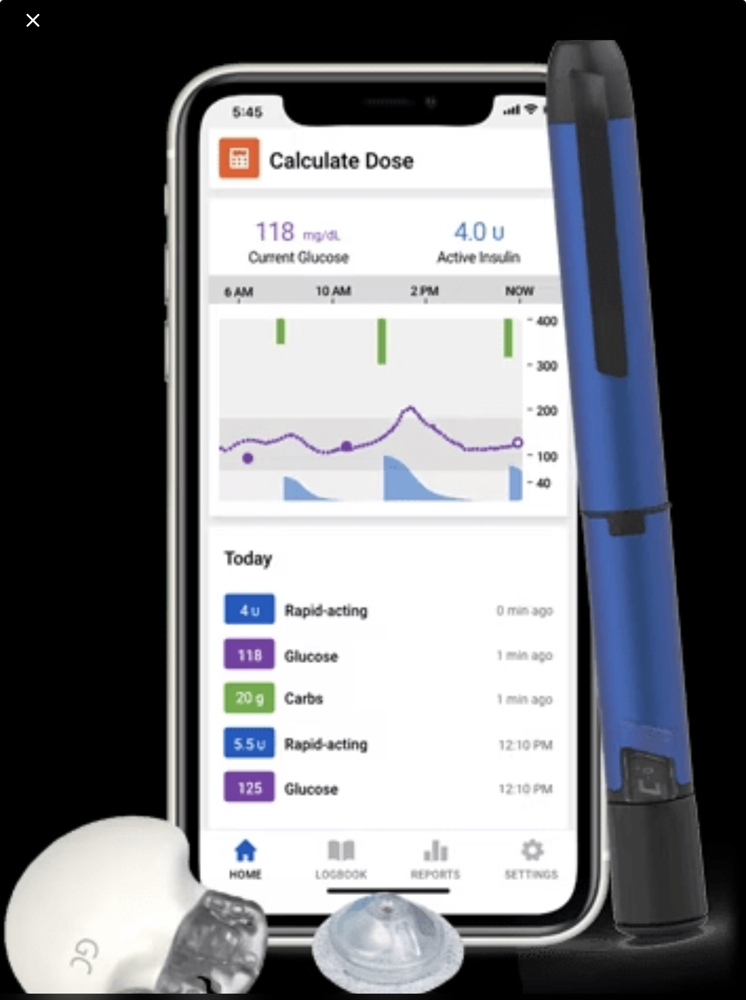 5:45
Calculate Dose
118 mg/dL
4.0 U
Current Glucose
Active Insulin
6 AM 10 AM 2 PM NOW
400
300
200
100
40
Today
4 U Rapid-acting 0 min ago
118 Glucose 1 min ago
20 g Carbs 1 min ago
5.5 U Rapid-acting 12:10 PM
125 Glucose 12:10 PM
HOME LOGBOOK REPORTS SETTINGS
GC